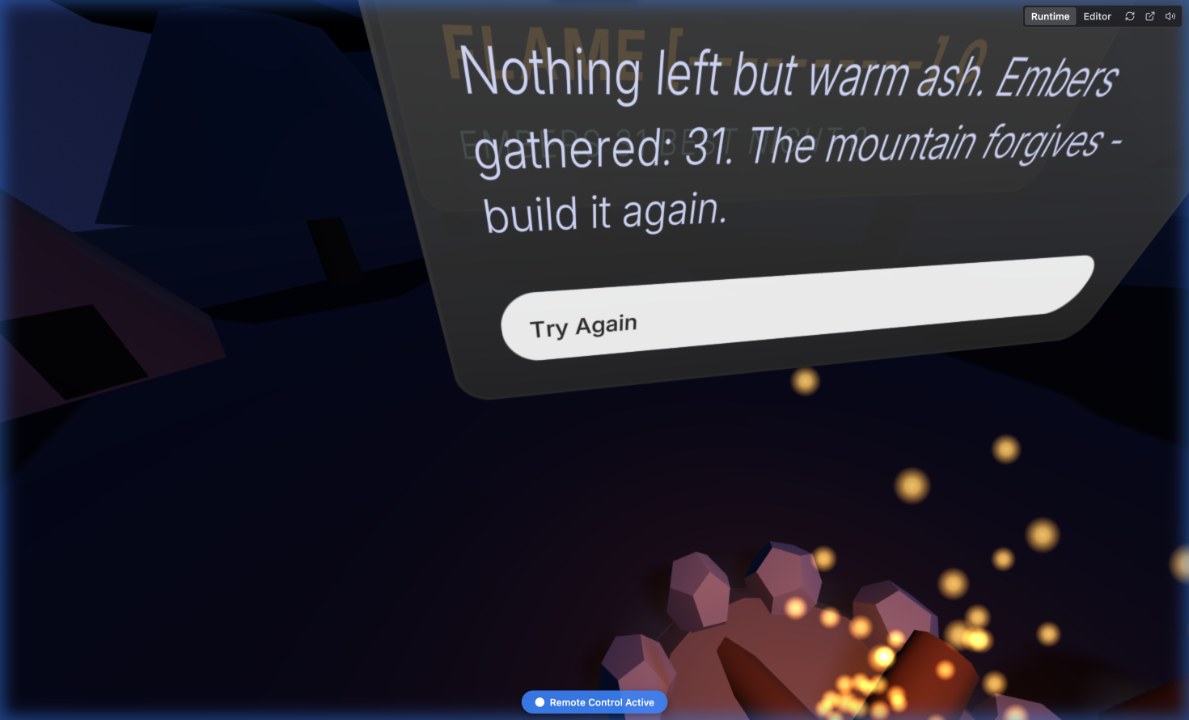 Runtime Editor
FLAME [
Nothing left but warm ash. Embers
gathered: 31. The mountain forgives -
build it again.
Try Again
Remote Control Active